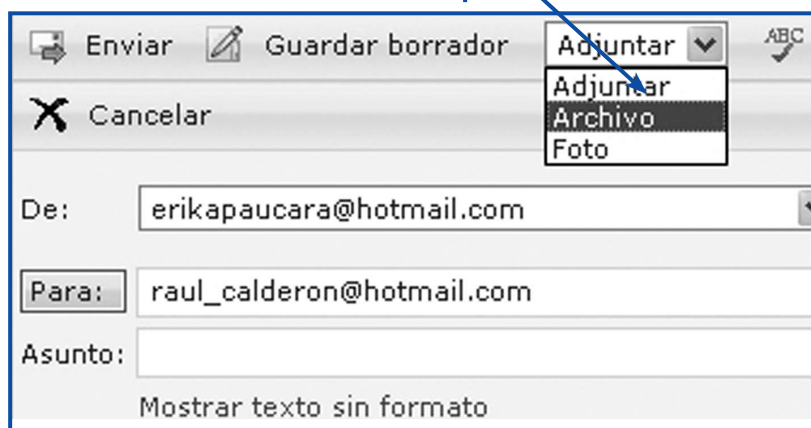 Enviar Guardar borrador Adjuntar ABC
Adjuntar
Archivo
Cancelar
Foto
De: erikapaucara@hotmail.com
Para: raul_calderon@hotmail.com
Asunto:
Mostrar texto sin formato